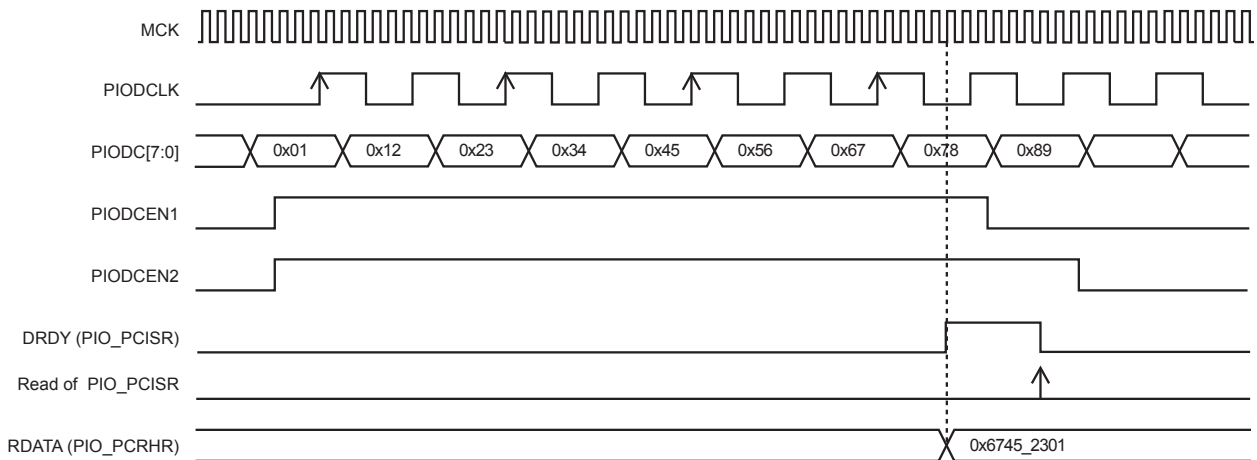 MCK
PIODCLK
PIODC[7:0] 0x01 0x12 0x23 0x34 0x45 0x56 0x67 0x78 0x89
PIODCEN1
PIODCEN2
DRDY (PIO_PCISR)
Read of PIO_PCISR
RDATA (PIO_PCRHR) 0x6745_2301